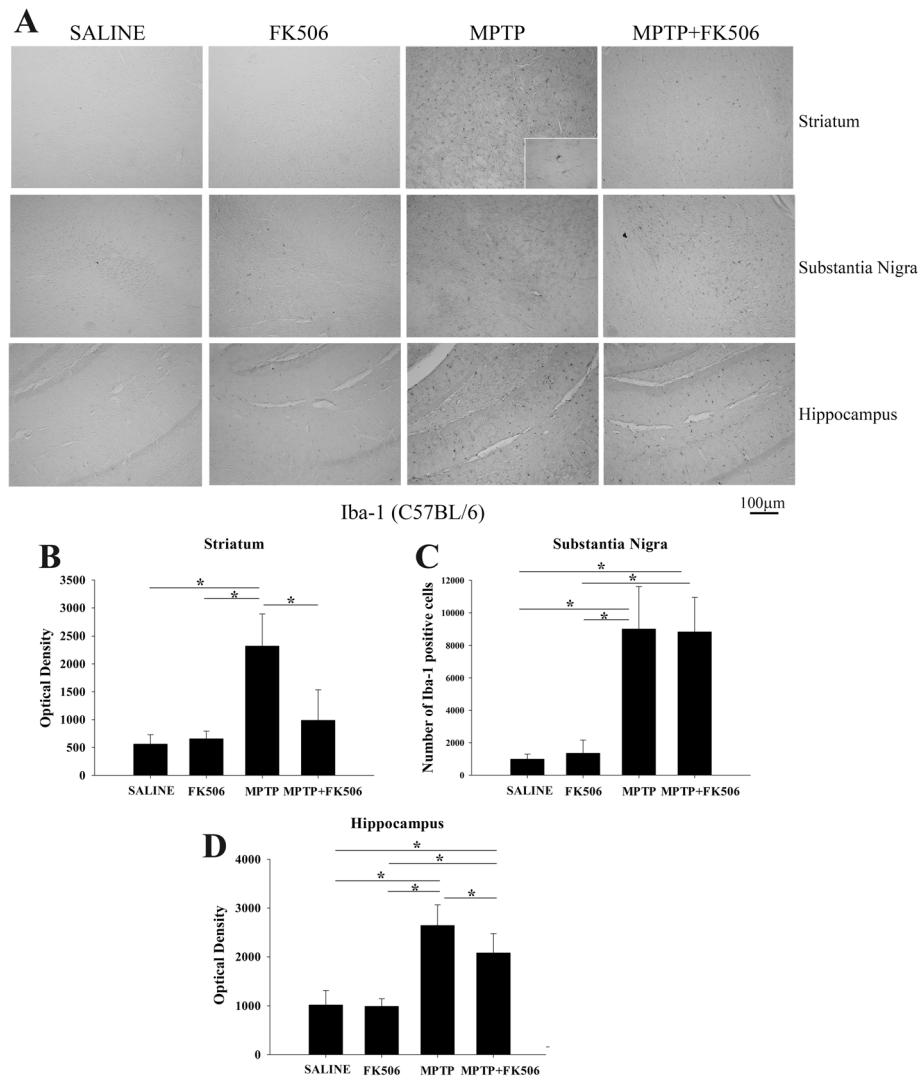 A
SALINE FK506 MPTP MPTP+FK506
Striatum
Substantia Nigra
Hippocampus
Iba-1 (C57BL/6)
100µm
B
Striatum
Optical Density
3500
3000
2500
2000
1500
1000
500
0
* * *
SALINE FK506 MPTP MPTP+FK506
C
Substantia Nigra
Number of Iba-1 positive cells
12000
10000
8000
6000
4000
2000
0
* * * *
SALINE FK506 MPTP MPTP+FK506
D
Hippocampus
Optical Density
4000
3000
2000
1000
0
* * * * *
SALINE FK506 MPTP MPTP+FK506